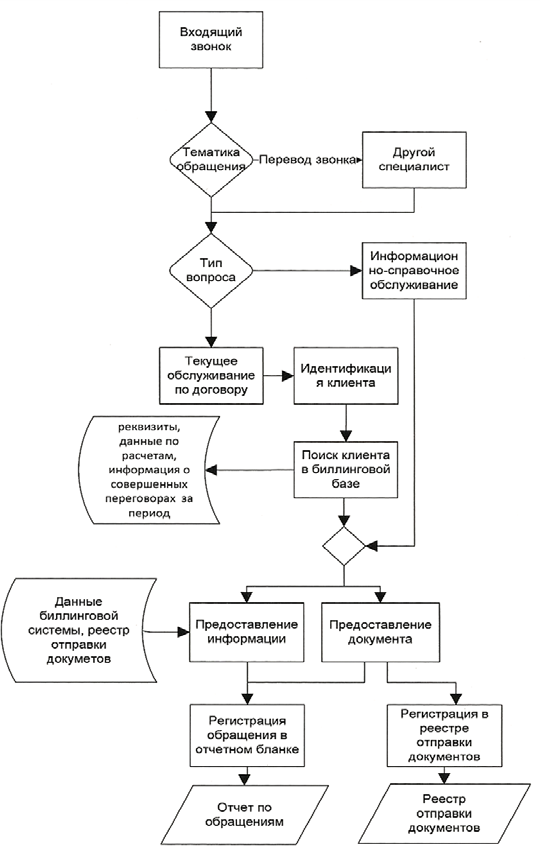 Входящий
звонок
Тематика
обращения
Перевод звонка
Другой
специалист
Тип
вопроса
Информацион
но-справочное
обслуживание
Текущее
обслуживание
по договору
Идентификаци
я клиента
реквизиты,
данные по
расчетам,
информация о
совершенных
переговорах за
период
Поиск клиента
в биллинговой
базе
Данные
биллинговой
системы, реестр
отправки
докуметов
Предоставление
информации
Предоставление
документа
Регистрация
обращения в
отчетном бланке
Регистрация в
реестре
отправки
документов
Отчет по
обращениям
Реестр
отправки
документов